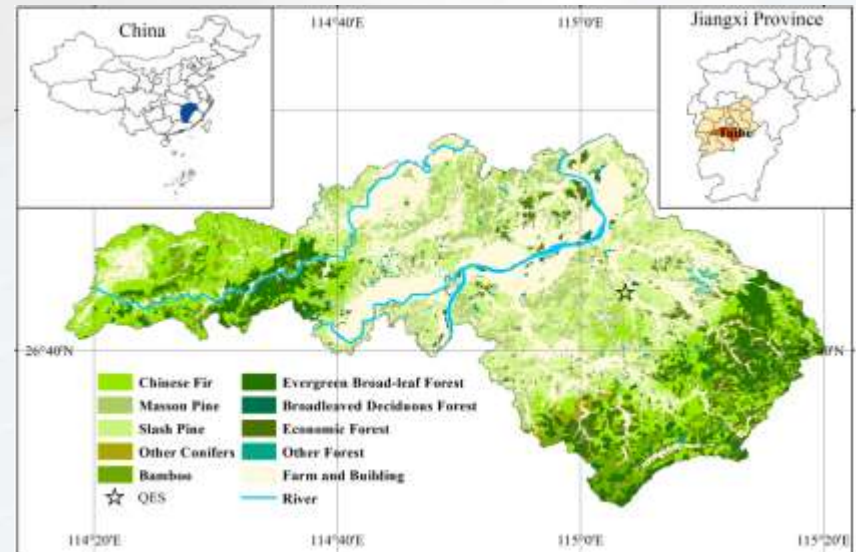 114°40'E
115°0'E
China
Jiangxi Province
Taihe
26°40'N
Chinese Fir
Masson Pine
Slash Pine
Other Conifers
Bamboo
QES
Evergreen Broad-leaf Forest
Broadleaved Deciduous Forest
Economic Forest
Other Forest
Farm and Building
River
114°20'E
114°40'E
115°0'E
115°20'E